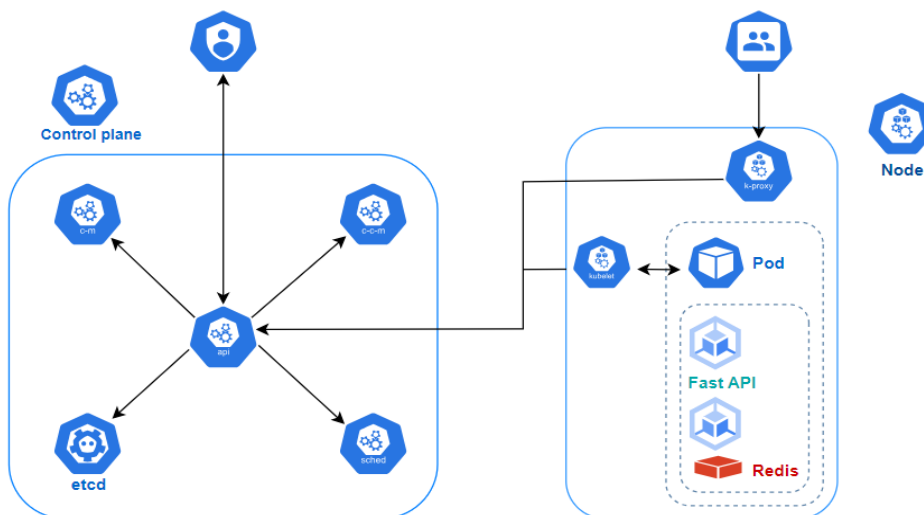 Control plane
Node
k-proxy
c-m
c-c-m
kubelet
Pod
api
Fast API
sched
Redis
etcd